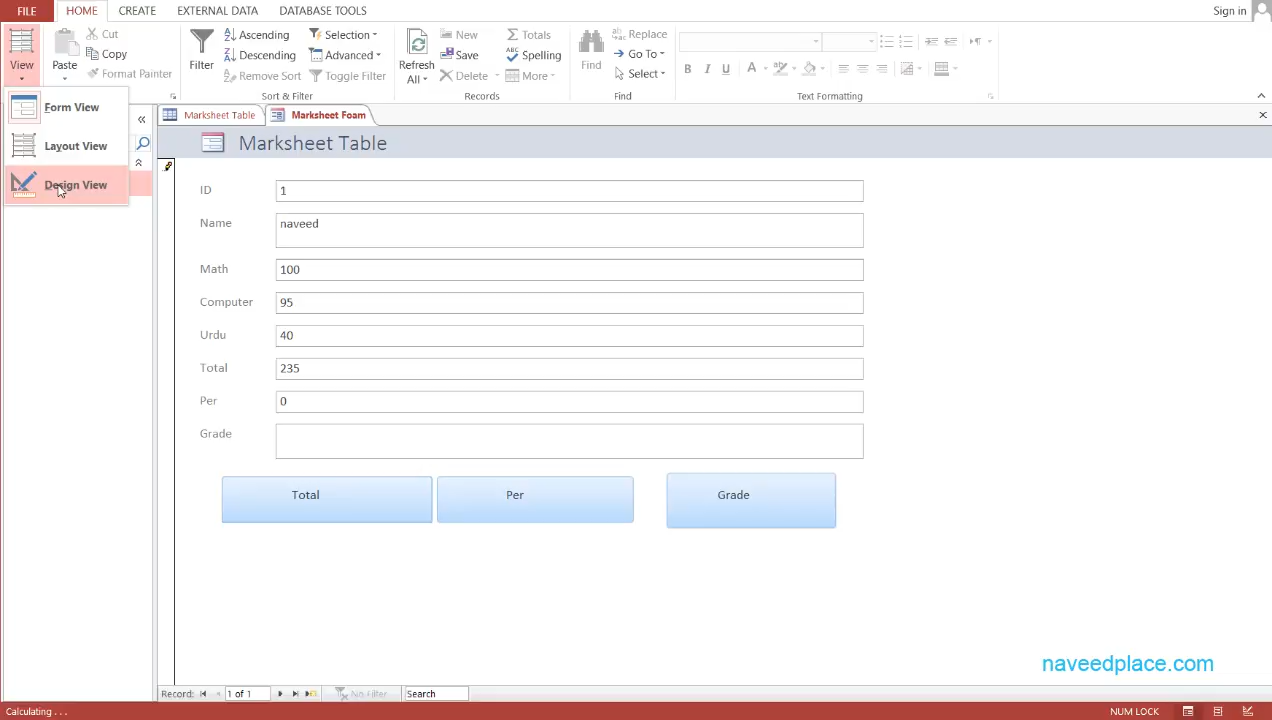 FILE HOME CREATE EXTERNAL DATA DATABASE TOOLS Sign in
View Paste Cut Copy Format Painter
Filter Ascending Descending Remove Sort Selection Advanced Toggle Filter
Sort & Filter
Refresh All New Save Delete Totals Spelling More
Records
Find Replace Go To Select
Find
B I U A
Text Formatting
Form View
Layout View
Design View
Marksheet Table Marksheet Foam
Marksheet Table
ID 1
Name naveed
Math 100
Computer 95
Urdu 40
Total 235
Per 0
Grade
Total Per Grade
naveedplace.com
Record: 1 of 1 No Filter Search
Calculating . . . NUM LOCK